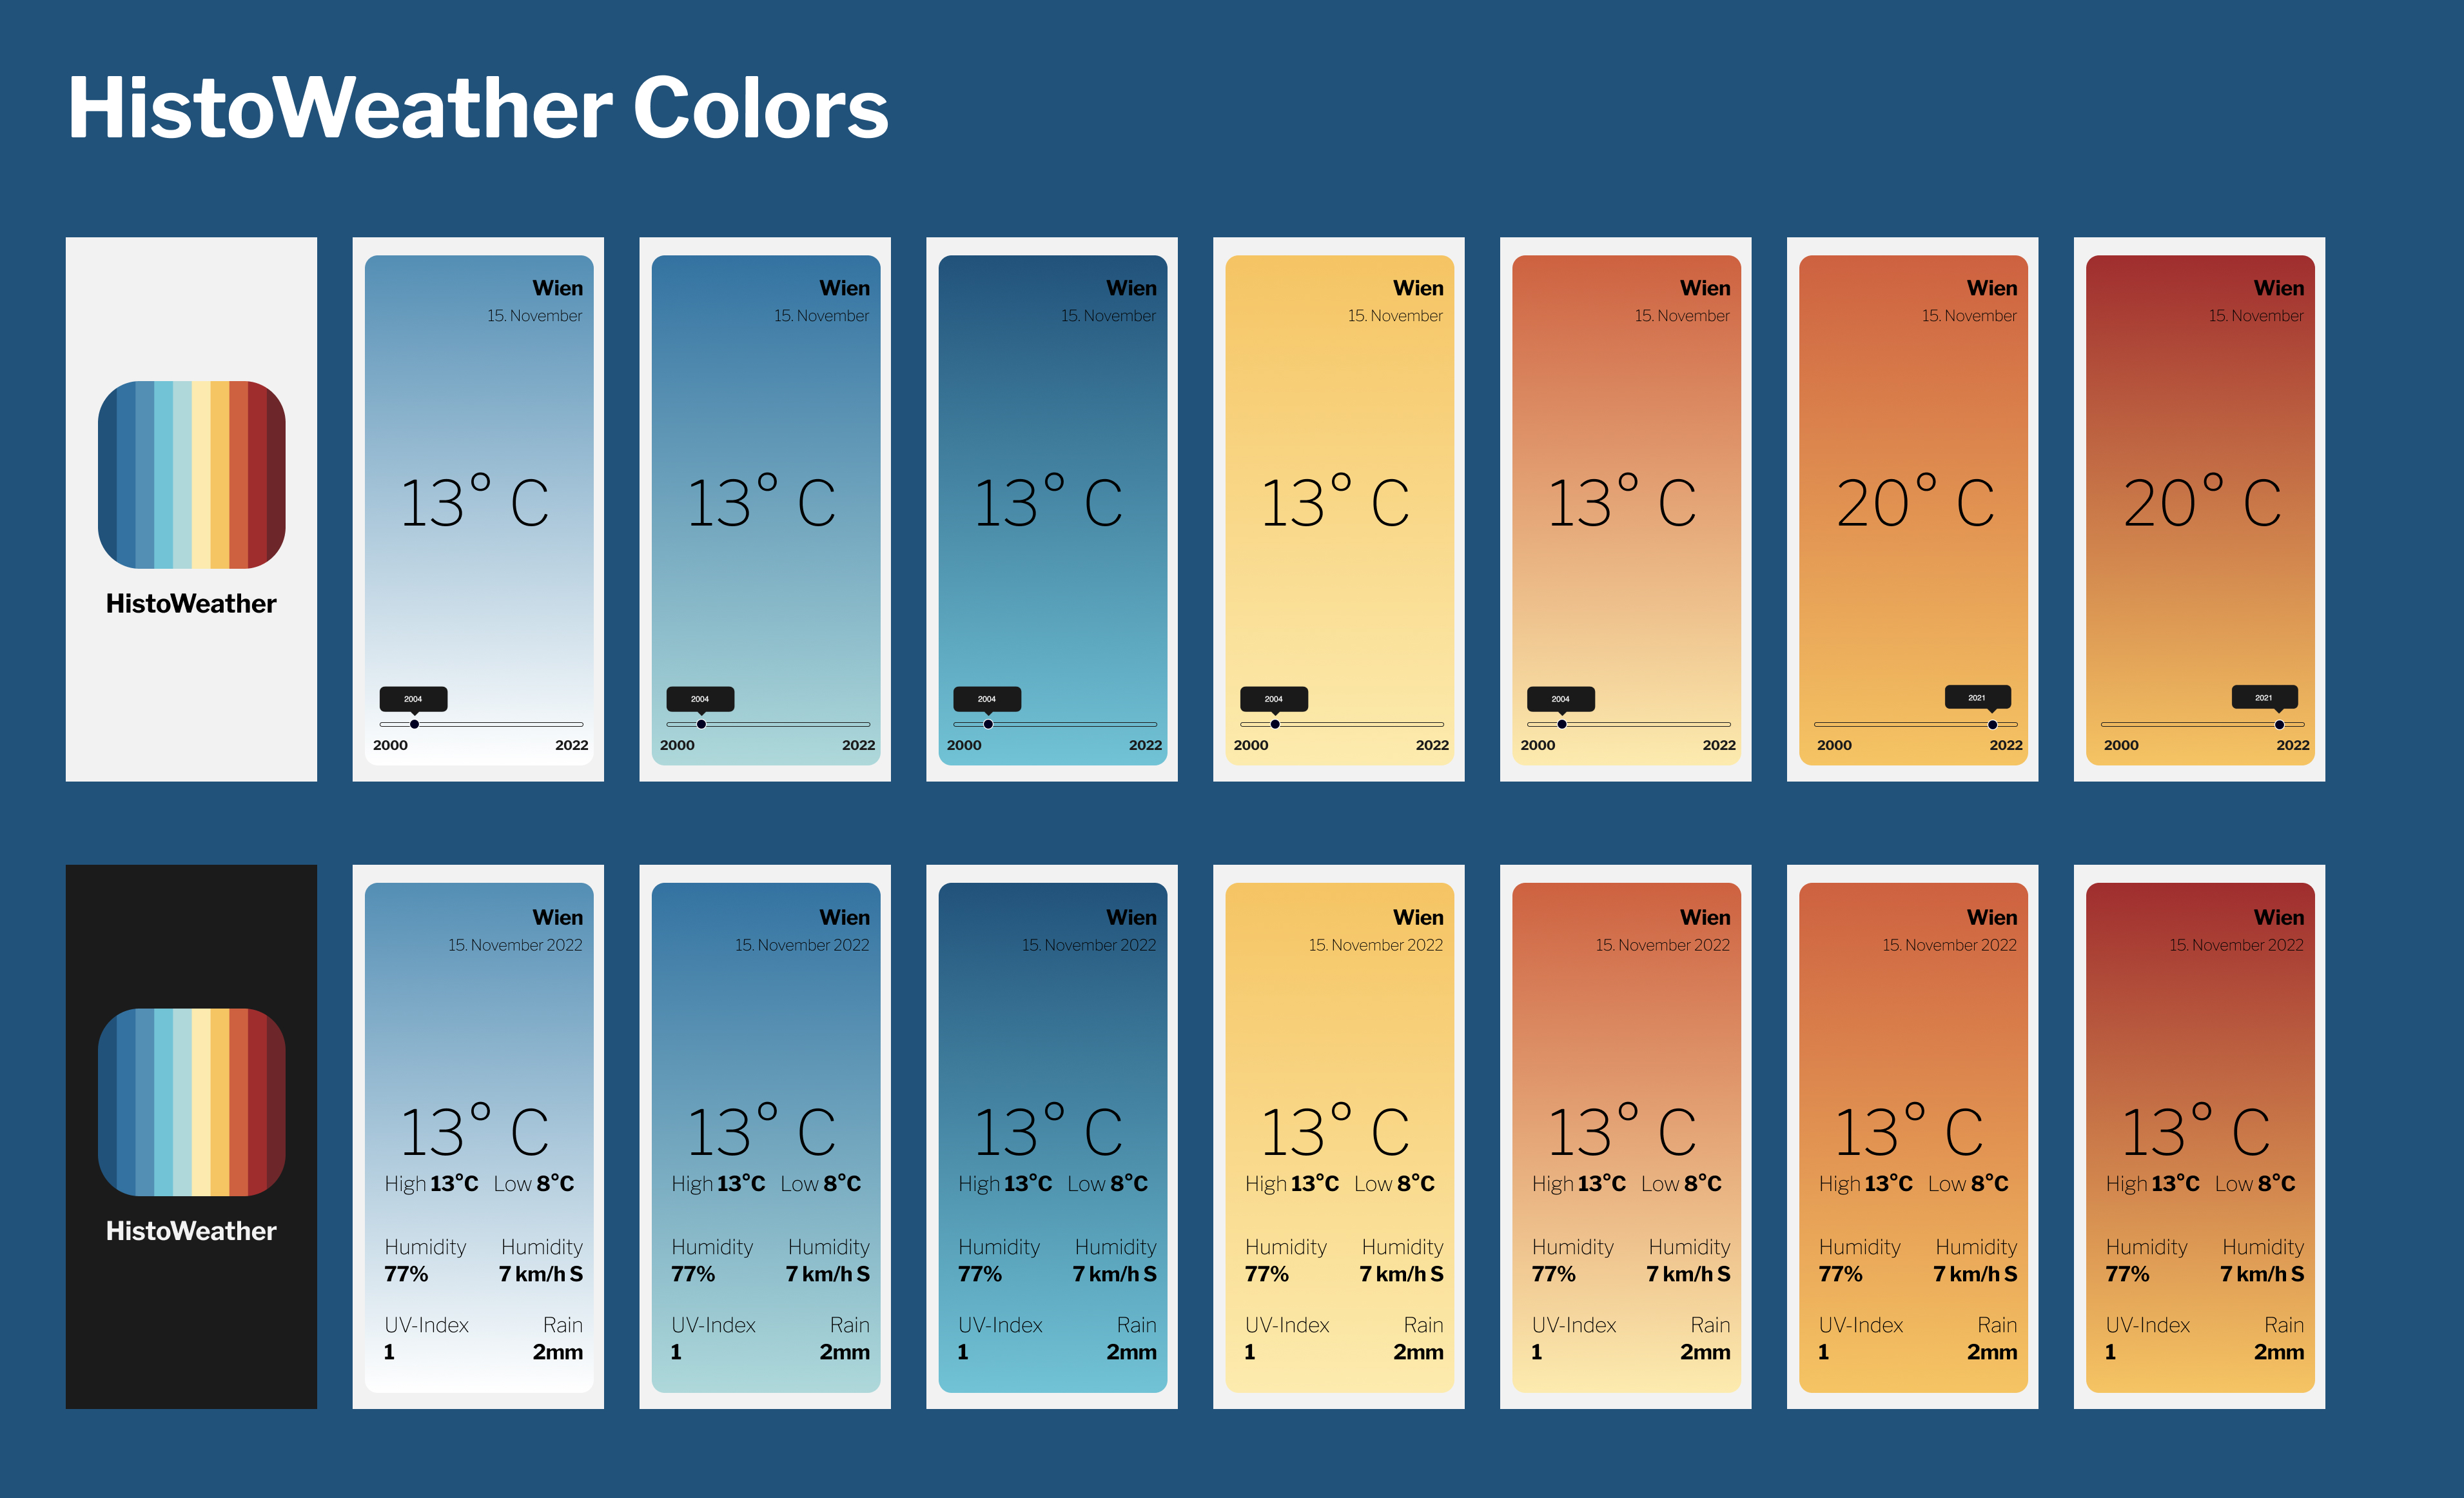 HistoWeather Colors
HistoWeather
Wien
15. November
13° C
2004
2000 2022
Wien
15. November
13° C
2004
2000 2022
Wien
15. November
13° C
2004
2000 2022
Wien
15. November
13° C
2004
2000 2022
Wien
15. November
13° C
2004
2000 2022
Wien
15. November
20° C
2021
2000 2022
Wien
15. November
20° C
2021
2000 2022
HistoWeather
Wien
15. November 2022
13° C
High 13°C Low 8°C
Humidity Humidity
77% 7 km/h S
UV-Index Rain
1 2mm
Wien
15. November 2022
13° C
High 13°C Low 8°C
Humidity Humidity
77% 7 km/h S
UV-Index Rain
1 2mm
Wien
15. November 2022
13° C
High 13°C Low 8°C
Humidity Humidity
77% 7 km/h S
UV-Index Rain
1 2mm
Wien
15. November 2022
13° C
High 13°C Low 8°C
Humidity Humidity
77% 7 km/h S
UV-Index Rain
1 2mm
Wien
15. November 2022
13° C
High 13°C Low 8°C
Humidity Humidity
77% 7 km/h S
UV-Index Rain
1 2mm
Wien
15. November 2022
13° C
High 13°C Low 8°C
Humidity Humidity
77% 7 km/h S
UV-Index Rain
1 2mm
Wien
15. November 2022
13° C
High 13°C Low 8°C
Humidity Humidity
77% 7 km/h S
UV-Index Rain
1 2mm